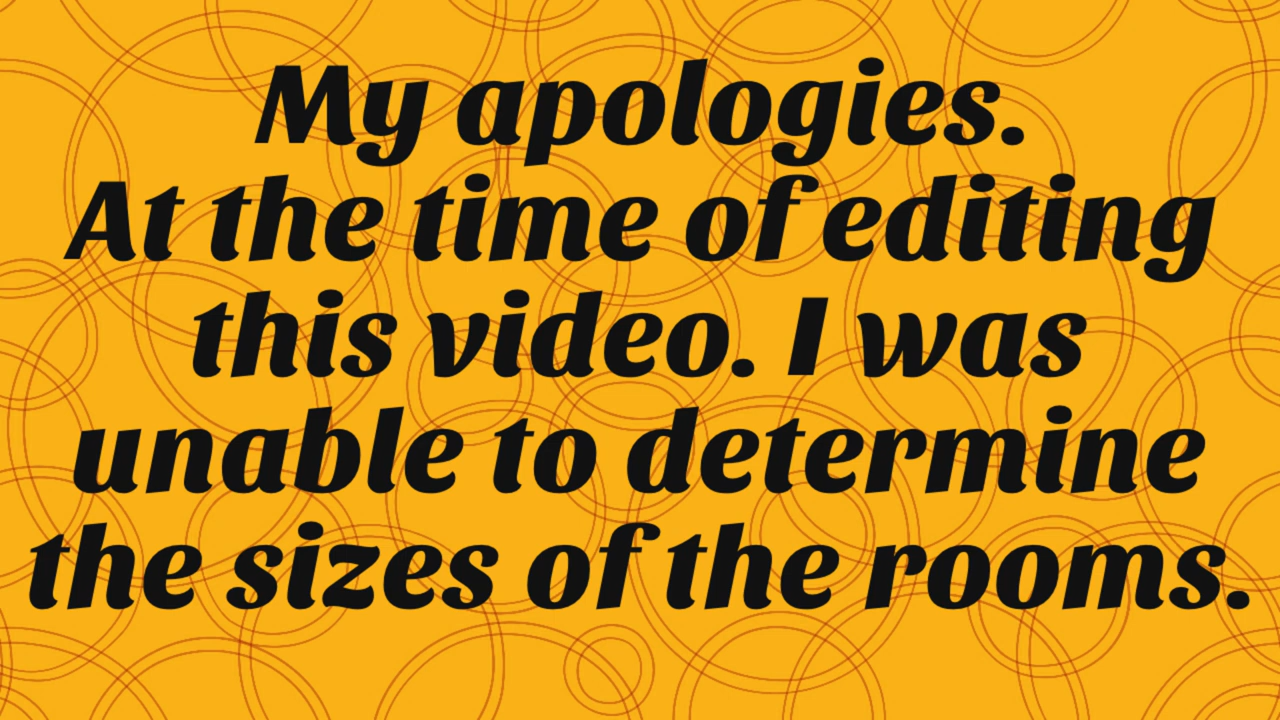 My apologies.
At the time of editing
this video. I was
unable to determine
the sizes of the rooms.